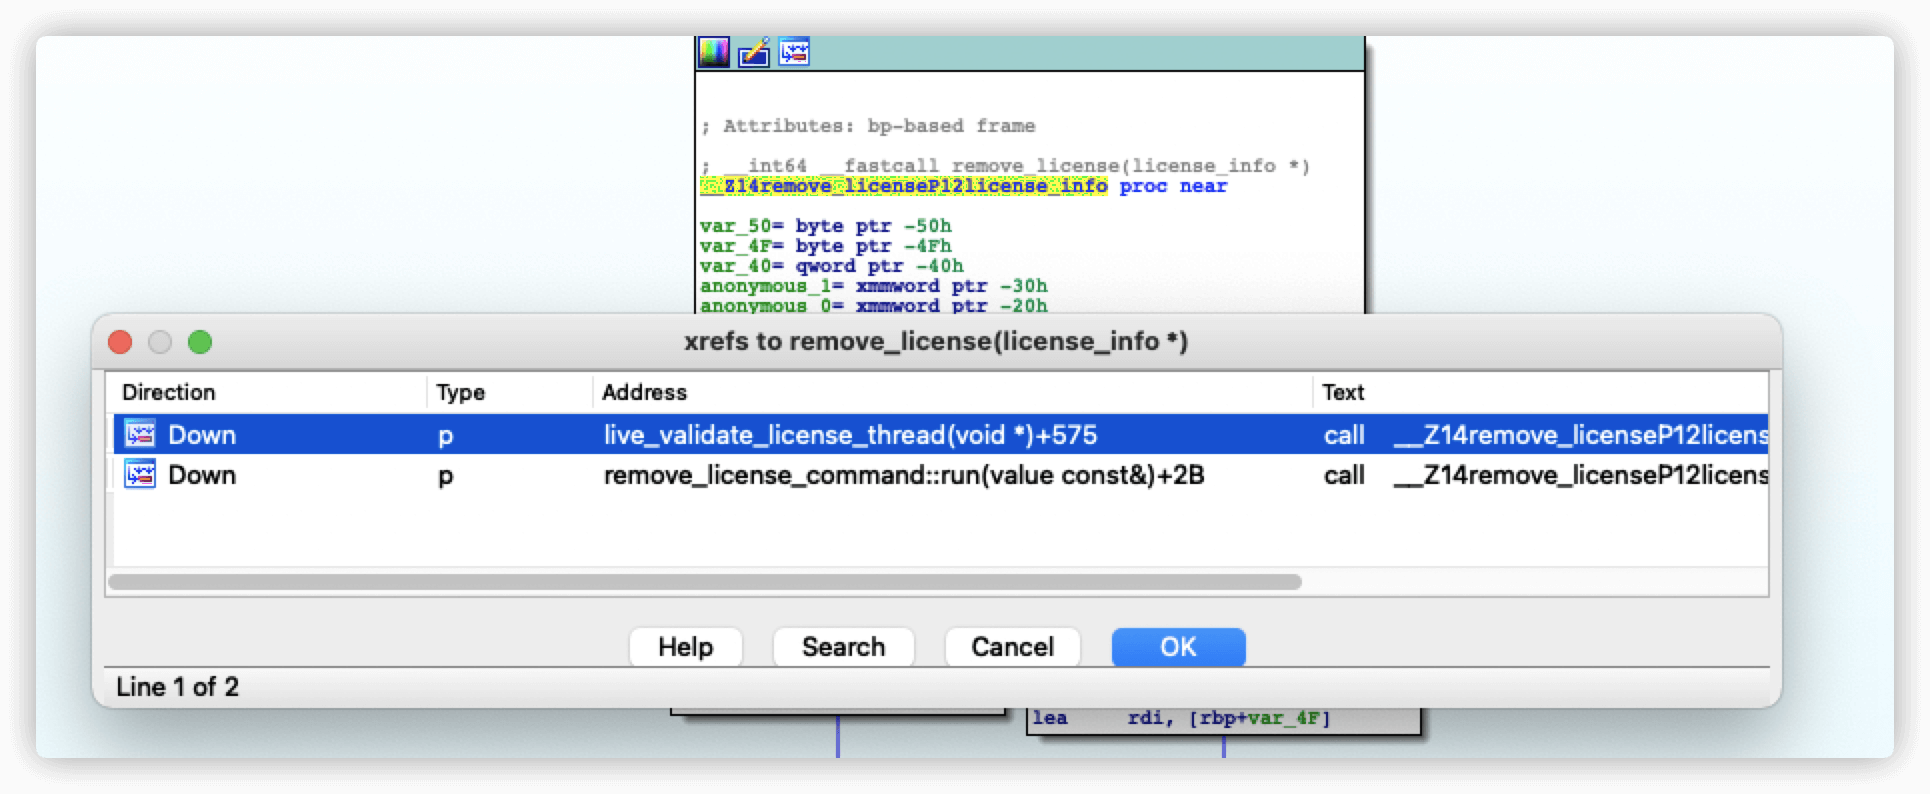 ; Attributes: bp-based frame
; __int64 __fastcall remove_license(license_info *)
__Z14remove_licenseP12license_info proc near
var_50= byte ptr -50h
var_4F= byte ptr -4Fh
var_40= qword ptr -40h
anonymous_1= xmmword ptr -30h
anonymous_0= xmmword ptr -20h
xrefs to remove_license(license_info *)
Direction Type Address Text
Down p live_validate_license_thread(void *)+575 call __Z14remove_licenseP12licens
Down p remove_license_command::run(value const&)+2B call __Z14remove_licenseP12licens
Help Search Cancel OK
Line 1 of 2
lea rdi, [rbp+var_4F]